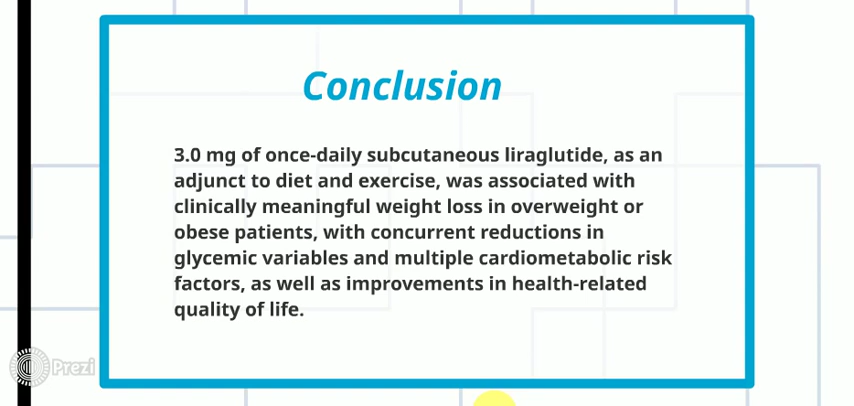 Conclusion
3.0 mg of once-daily subcutaneous liraglutide, as an
adjunct to diet and exercise, was associated with
clinically meaningful weight loss in overweight or
obese patients, with concurrent reductions in
glycemic variables and multiple cardiometabolic risk
factors, as well as improvements in health-related
quality of life.
Prezi